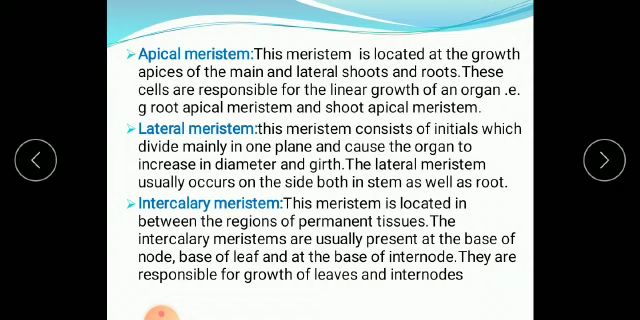 Apical meristem:This meristem is located at the growth
apices of the main and lateral shoots and roots.These
cells are responsible for the linear growth of an organ .e.
g root apical meristem and shoot apical meristem.
Lateral meristem:this meristem consists of initials which
divide mainly in one plane and cause the organ to
increase in diameter and girth.The lateral meristem
usually occurs on the side both in stem as well as root.
Intercalary meristem:This meristem is located in
between the regions of permanent tissues.The
intercalary meristems are usually present at the base of
node, base of leaf and at the base of internode.They are
responsible for growth of leaves and internodes